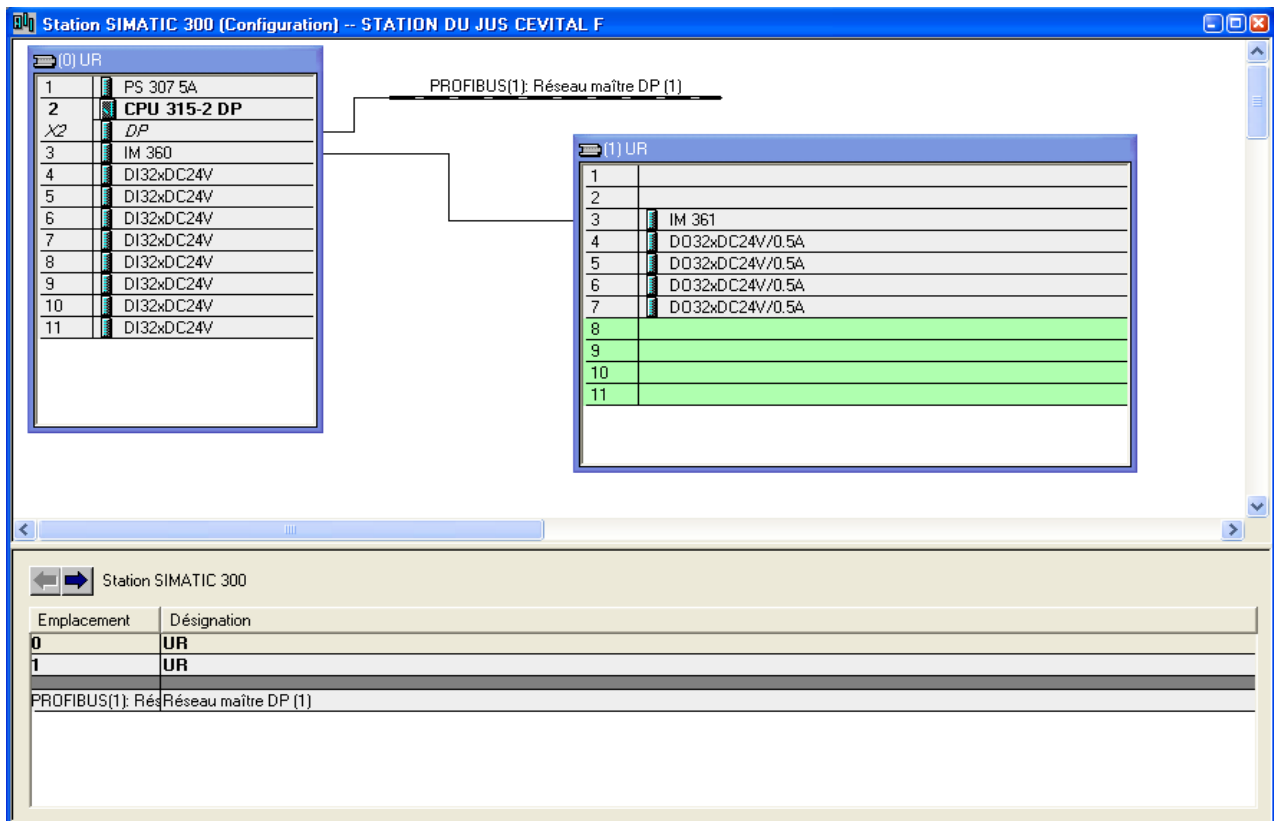 Station SIMATIC 300 (Configuration) -- STATION DU JUS CEVITAL F
(0) UR
1 PS 307 5A
2 CPU 315-2 DP
X2 DP
3 IM 360
4 DI32xDC24V
5 DI32xDC24V
6 DI32xDC24V
7 DI32xDC24V
8 DI32xDC24V
9 DI32xDC24V
10 DI32xDC24V
11 DI32xDC24V
PROFIBUS(1): Réseau maître DP (1)
(1) UR
1
2
3 IM 361
4 DO32xDC24V/0.5A
5 DO32xDC24V/0.5A
6 DO32xDC24V/0.5A
7 DO32xDC24V/0.5A
8
9
10
11
Station SIMATIC 300
Emplacement Désignation
0 UR
1 UR
PROFIBUS(1): Rés Réseau maître DP (1)